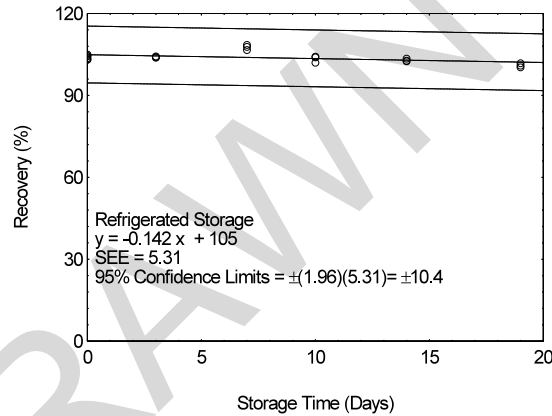 120
90
60
30
0
Recovery (%)
Refrigerated Storage
y = -0.142 x + 105
SEE = 5.31
95% Confidence Limits = ±(1.96)(5.31)= ±10.4
0 5 10 15 20
Storage Time (Days)
RAWN